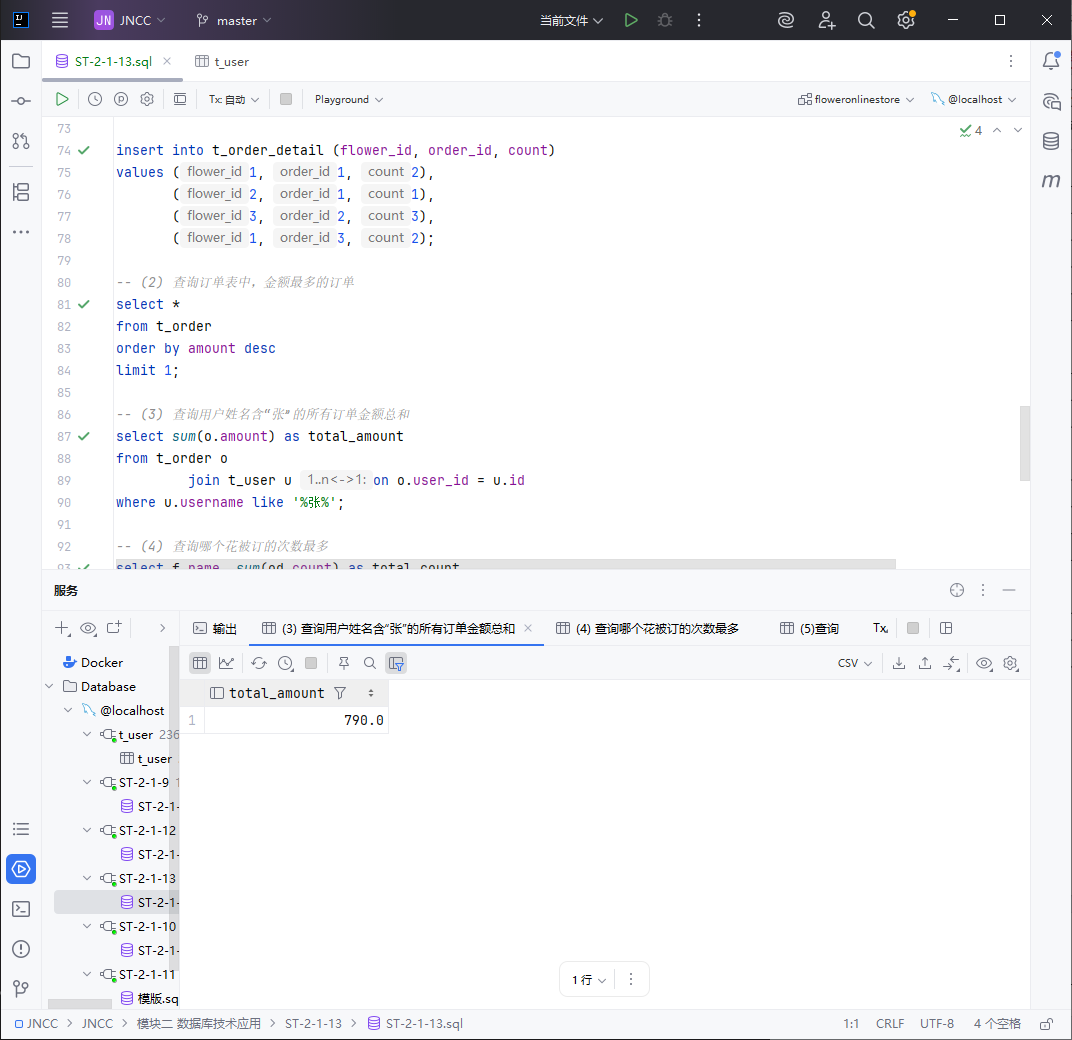 JN JNCC master 当前文件
ST-2-1-13.sql t_user
Tx: 自动 Playground floweronlinestore @localhost
73
4
74 insert into t_order_detail (flower_id, order_id, count)
75 values ( flower_id 1, order_id 1, count 2),
76 ( flower_id 2, order_id 1, count 1),
77 ( flower_id 3, order_id 2, count 3),
78 ( flower_id 1, order_id 3, count 2);
79
80 -- (2) 查询订单表中，金额最多的订单
81 select *
82 from t_order
83 order by amount desc
84 limit 1;
85
86 -- (3) 查询用户姓名含“张”的所有订单金额总和
87 select sum(o.amount) as total_amount
88 from t_order o
89 join t_user u 1..n<->1: on o.user_id = u.id
90 where u.username like '%张%';
91
92 -- (4) 查询哪个花被订的次数最多
93 select f.name, sum(od.count) as total_count
服务
输出 (3) 查询用户姓名含“张”的所有订单金额总和 (4) 查询哪个花被订的次数最多 (5)查询 Tx
CSV
Docker
Database
@localhost
t_user 236
t_user
ST-2-1-9
ST-2-1-
ST-2-1-12
ST-2-1-
ST-2-1-13
ST-2-1-
ST-2-1-10
ST-2-1-
ST-2-1-11
模版.sq
total_amount
1 790.0
1 行
JNCC JNCC 模块二 数据库技术应用 ST-2-1-13 ST-2-1-13.sql 1:1 CRLF UTF-8 4 个空格